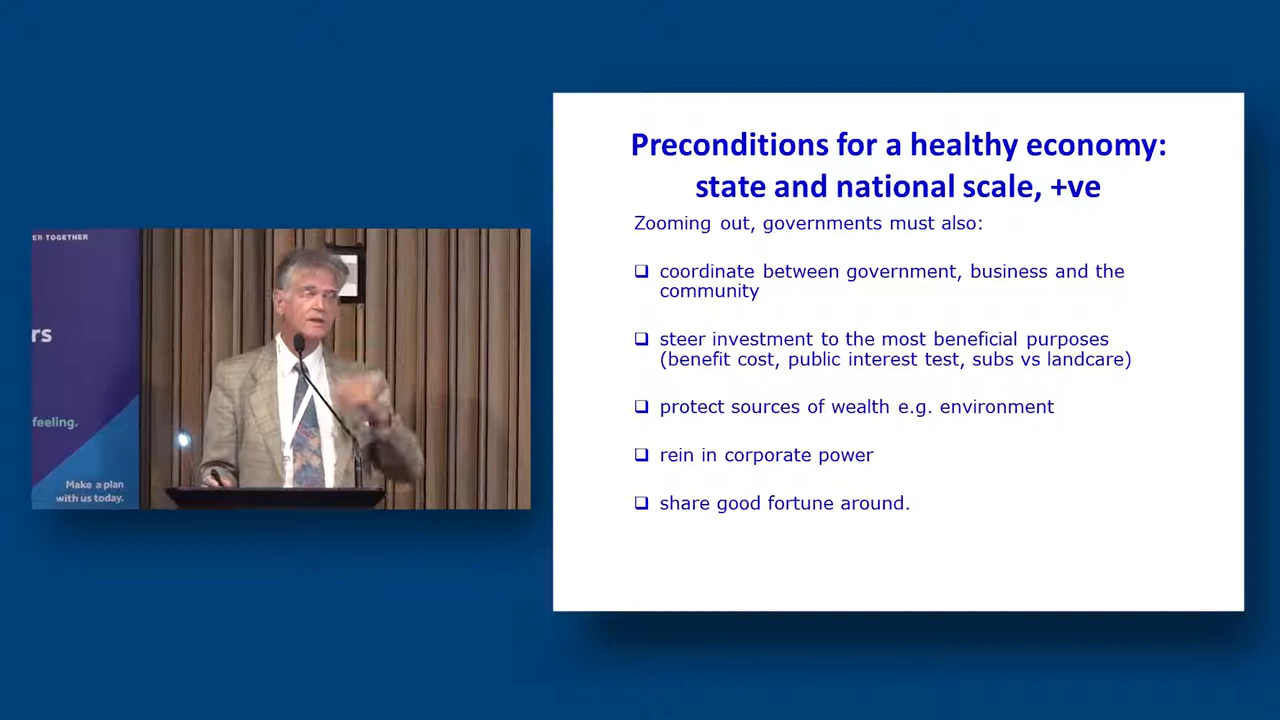 ER TOGETHER
rs
feeling.
Make a plan
with us today.
Preconditions for a healthy economy:
state and national scale, +ve
Zooming out, governments must also:
❑ coordinate between government, business and the
community
❑ steer investment to the most beneficial purposes
(benefit cost, public interest test, subs vs landcare)
❑ protect sources of wealth e.g. environment
❑ rein in corporate power
❑ share good fortune around.